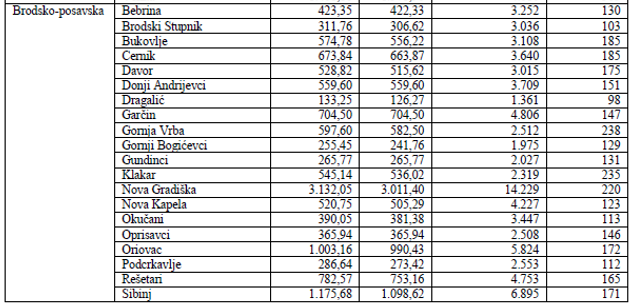 Brodsko-posavska Bebrina 423,35 422,33 3.252 130
Brodski Stupnik 311,76 306,62 3.036 103
Bukovlje 574,78 556,22 3.108 185
Cernik 673,84 663,87 3.640 185
Davor 528,82 515,62 3.015 175
Donji Andrijevci 559,60 559,60 3.709 151
Dragalić 133,25 126,27 1.361 98
Garčin 704,50 704,50 4.806 147
Gornja Vrba 597,60 582,50 2.512 238
Gornji Bogićevci 255,45 241,76 1.975 129
Gundinci 265,77 265,77 2.027 131
Klakar 545,14 536,02 2.319 235
Nova Gradiška 3.132,05 3.011,40 14.229 220
Nova Kapela 520,75 505,29 4.227 123
Okučani 390,05 381,38 3.447 113
Oprisavci 365,94 365,94 2.508 146
Oriovac 1.003,16 990,43 5.824 172
Podcrkavlje 286,64 273,42 2.553 112
Rešetari 782,57 753,16 4.753 165
Sibinj 1.175,68 1.098,62 6.895 171